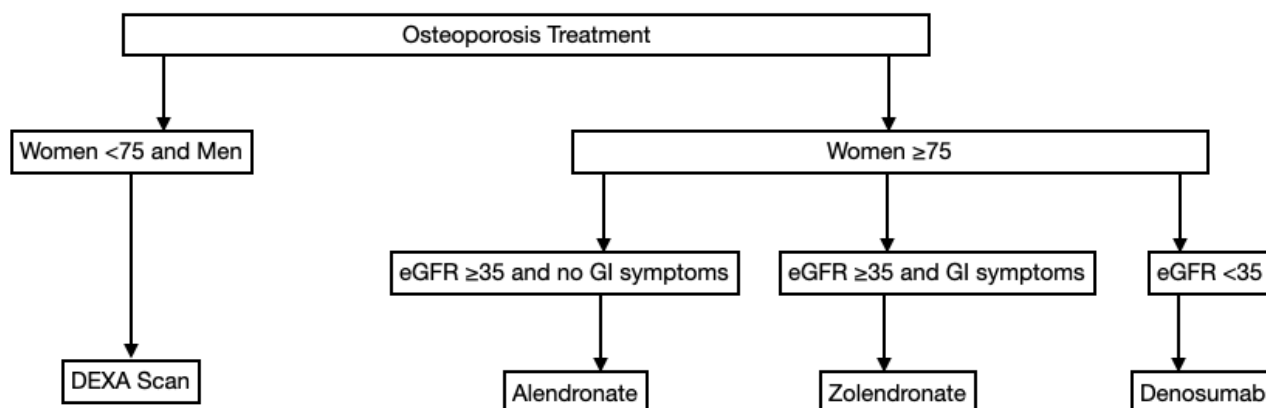 Osteoporosis Treatment
Women <75 and Men
Women ≥75
eGFR ≥35 and no GI symptoms
eGFR ≥35 and GI symptoms
eGFR <35
DEXA Scan
Alendronate
Zolendronate
Denosumab